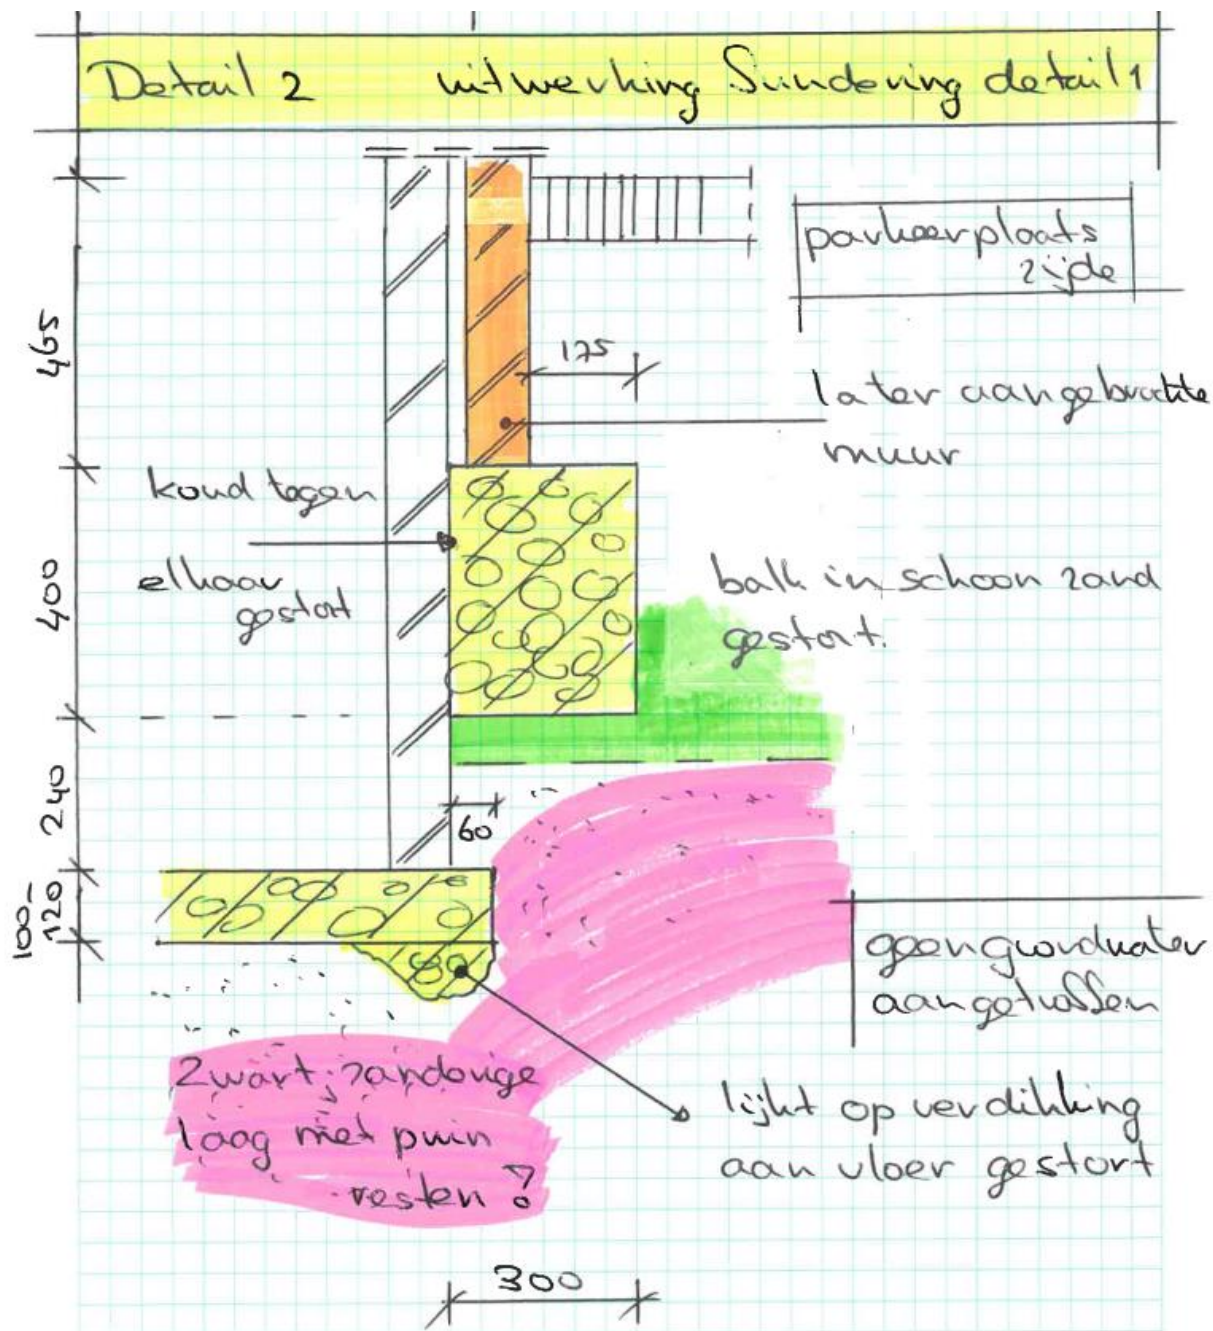 Detail 2 uitwerking fundering detail 1
parkeerplaats
zijde
465
175
later aangebrachte
muur
koud tegen
elkaar
gestort
400
balk in schoon zand
gestort.
240
60
100-
120
geen grondwater
aangetroffen
zwart; zandorige
laag met puin
resten ?
lijkt op verdikking
aan vloer gestort
300